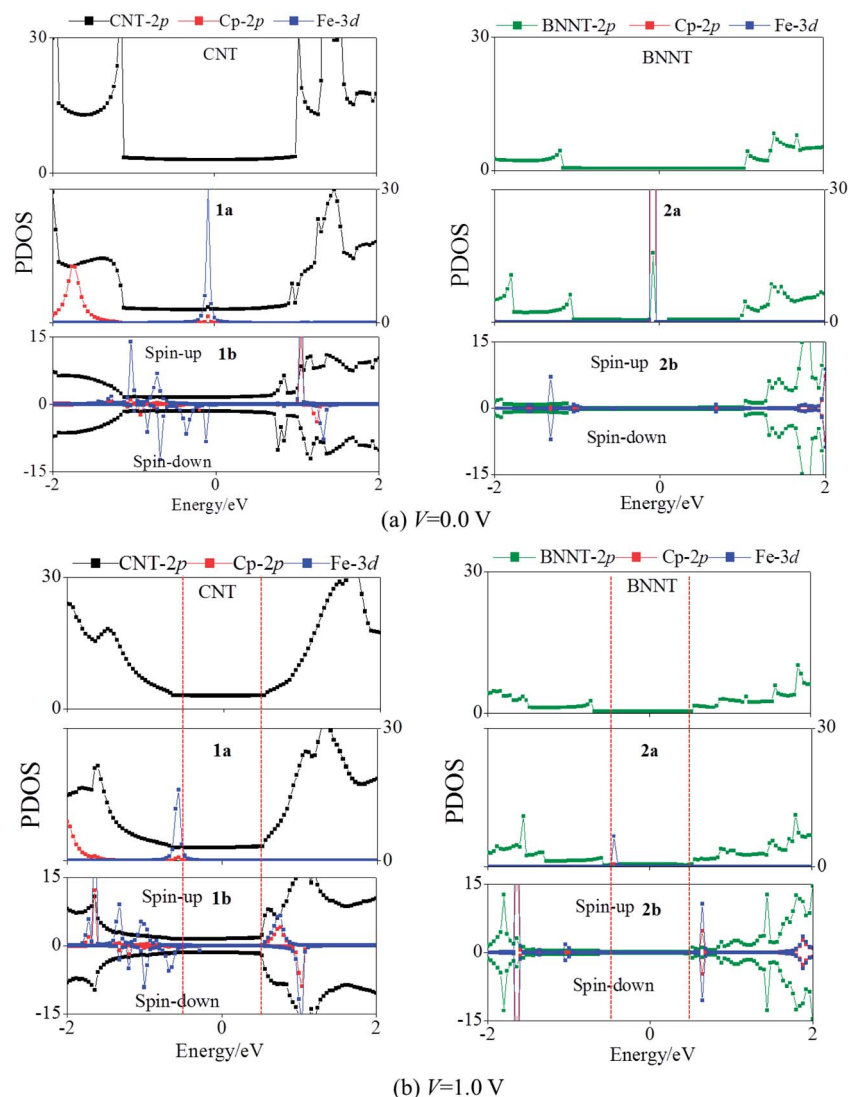 CNT-2p Cp-2p Fe-3d
CNT
30
0
1a
30
0
PDOS
15
Spin-up 1b
0
Spin-down
-15
-2 0 2
Energy/eV
BNNT-2p Cp-2p Fe-3d
BNNT
30
0
2a
30
0
PDOS
15
Spin-up 2b
0
Spin-down
-15
-2 0 2
Energy/eV
(a) V=0.0 V
CNT-2p Cp-2p Fe-3d
CNT
30
0
1a
30
0
PDOS
15
Spin-up 1b
0
Spin-down
-15
-2 0 2
Energy/eV
BNNT-2p Cp-2p Fe-3d
BNNT
30
0
2a
30
0
PDOS
15
Spin-up 2b
0
Spin-down
-15
-2 0 2
Energy/eV
(b) V=1.0 V